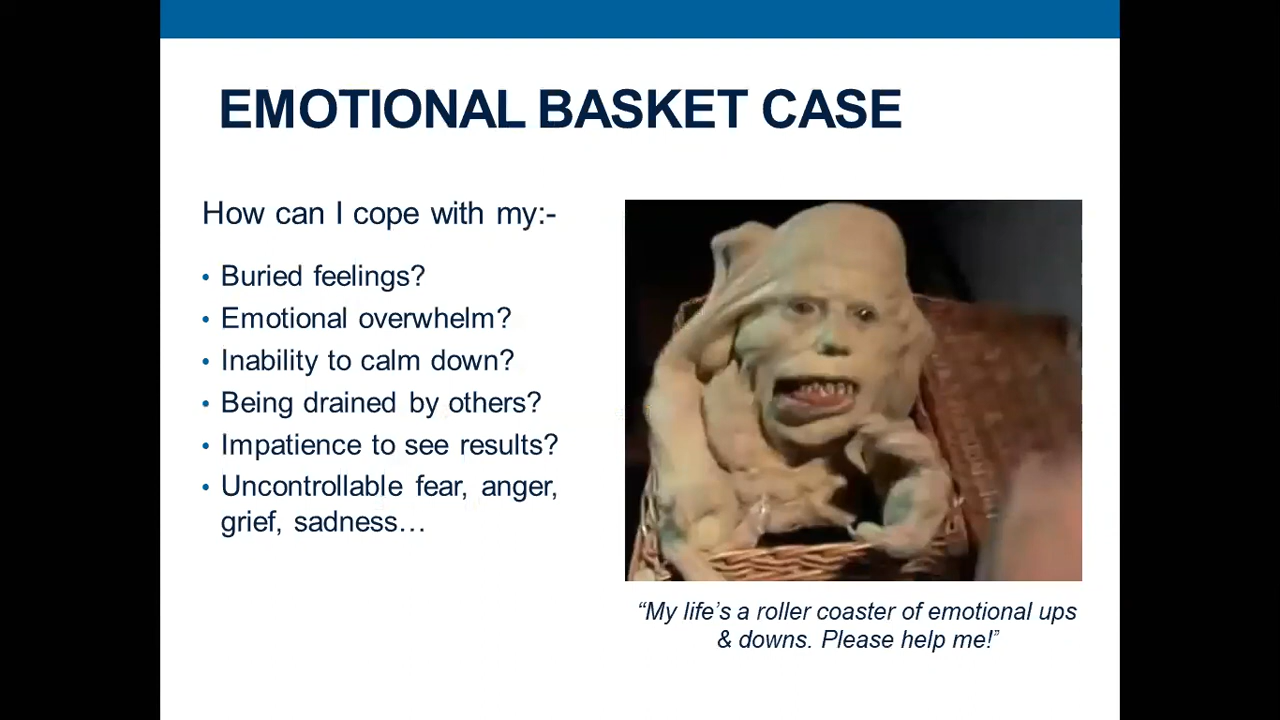 EMOTIONAL BASKET CASE
How can I cope with my:-
• Buried feelings?
• Emotional overwhelm?
• Inability to calm down?
• Being drained by others?
• Impatience to see results?
• Uncontrollable fear, anger,
grief, sadness…
“My life’s a roller coaster of emotional ups
& downs. Please help me!”